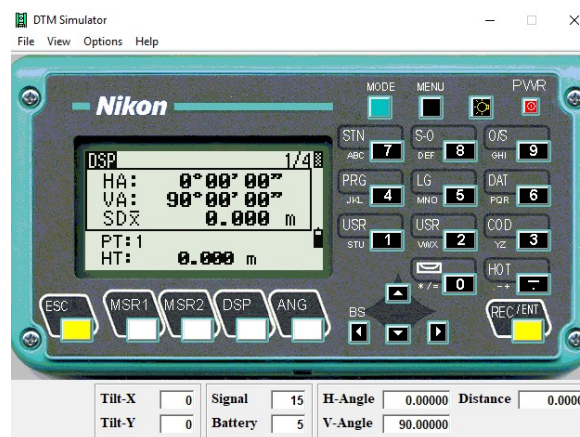 DTM Simulator
File View Options Help
MODE MENU PWR
Nikon
STN S-O O/S
ABC 7 DEF 8 GHI 9
DSP 1/4
HA: 0°00'00"
VA: 90°00'00"
SDx̅ 0.000 m
PT:1
HT: 0.000 m
PRG LG DAT
JKL 4 MNO 5 PQR 6
USR USR COD
STU 1 VWX 2 YZ 3
HOT
*/= 0 .-+
ESC MSR1 MSR2 DSP ANG BS REC/ENT
Tilt-X 0 Signal 15 H-Angle 0.00000 Distance 0.0000
Tilt-Y 0 Battery 5 V-Angle 90.00000